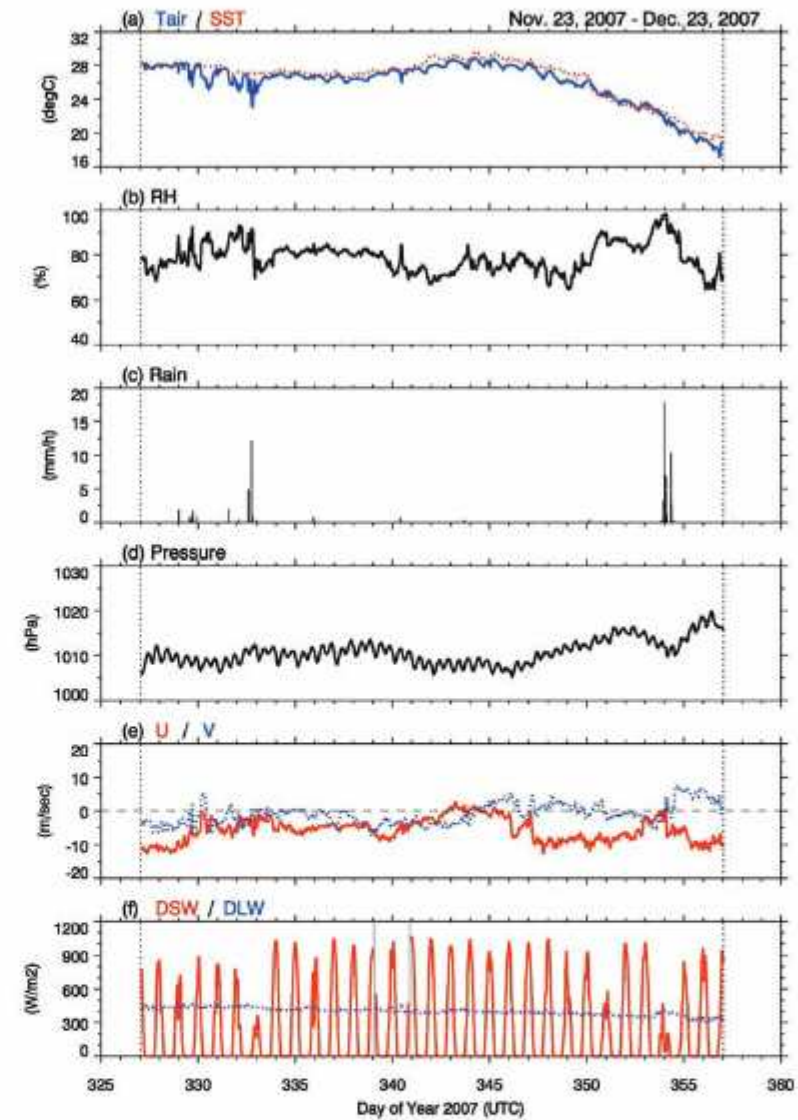 (a) Tair / SST Nov. 23, 2007 - Dec. 23, 2007
32
28
24
20
16
(degC)
(b) RH
100
80
60
40
(%)
(c) Rain
20
15
10
5
0
(mm/h)
(d) Pressure
1030
1020
1010
1000
(hPa)
(e) U / V
20
10
0
-10
-20
(m/sec)
(f) DSW / DLW
1200
900
600
300
0
(W/m2)
325 330 335 340 345 350 355 360
Day of Year 2007 (UTC)